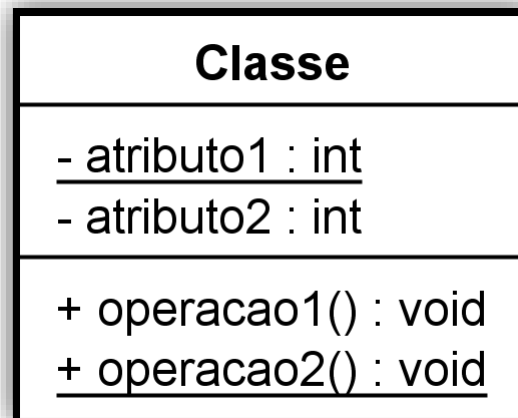 Classe
- atributo1 : int
- atributo2 : int
+ operacao1() : void
+ operacao2() : void